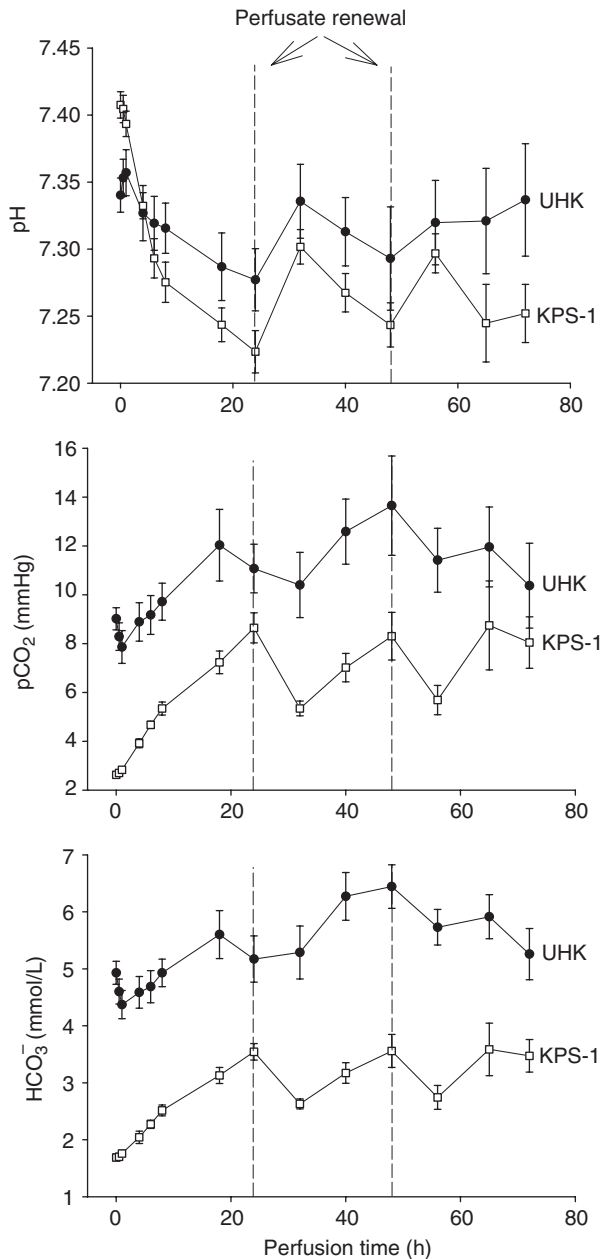 Perfusate renewal
7.45
7.40
7.35
7.30
7.25
7.20
pH
UHK
KPS-1
0 20 40 60 80
16
14
12
10
8
6
4
2
pCO₂ (mmHg)
UHK
KPS-1
0 20 40 60 80
7
6
5
4
3
2
1
HCO₃⁻ (mmol/L)
UHK
KPS-1
0 20 40 60 80
Perfusion time (h)